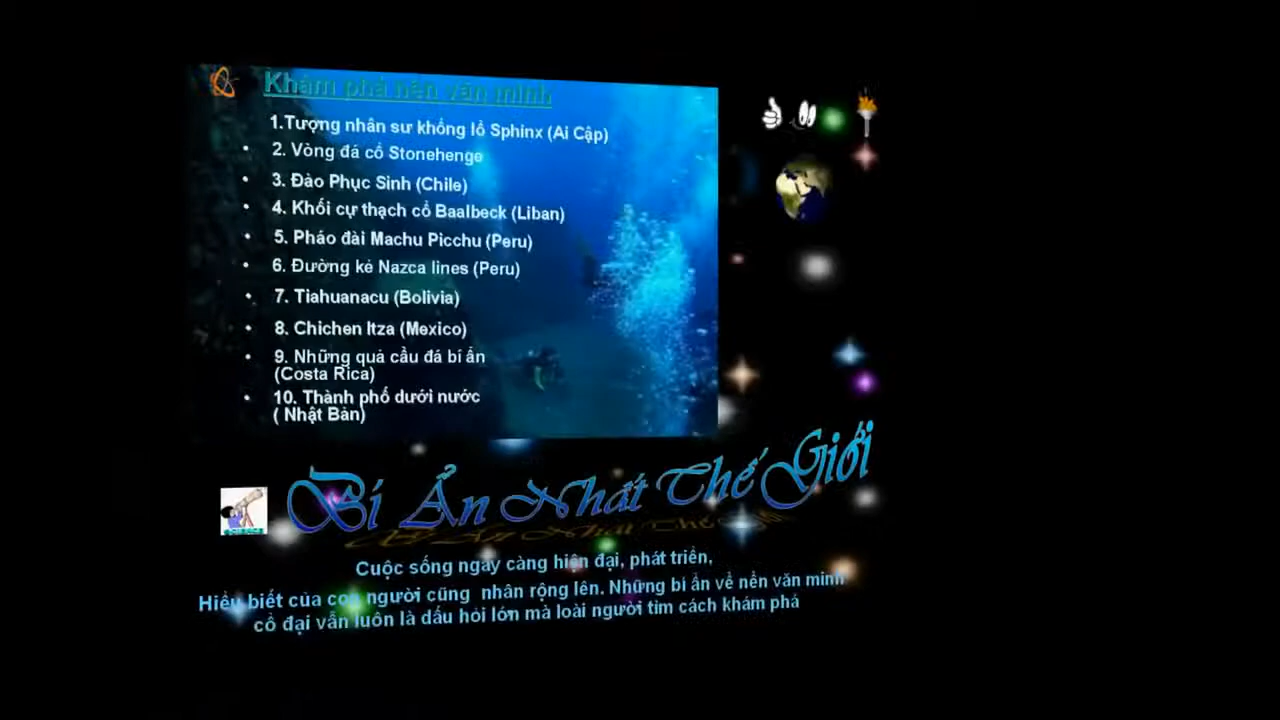 Khám phá nền văn minh
1.Tượng nhân sư khổng lồ Sphinx (Ai Cập)
• 2. Vòng đá cổ Stonehenge
• 3. Đảo Phục Sinh (Chile)
• 4. Khối cự thạch cổ Baalbeck (Liban)
• 5. Pháo đài Machu Picchu (Peru)
• 6. Đường kẻ Nazca lines (Peru)
• 7. Tiahuanacu (Bolivia)
• 8. Chichen Itza (Mexico)
• 9. Những quả cầu đá bí ẩn
(Costa Rica)
• 10. Thành phố dưới nước
( Nhật Bản)
Bí Ẩn Nhất Thế Giới
Cuộc sống ngày càng hiện đại, phát triển,
Hiểu biết của con người cũng nhân rộng lên. Những bí ẩn về nền văn minh
cổ đại vẫn luôn là dấu hỏi lớn mà loài người tìm cách khám phá